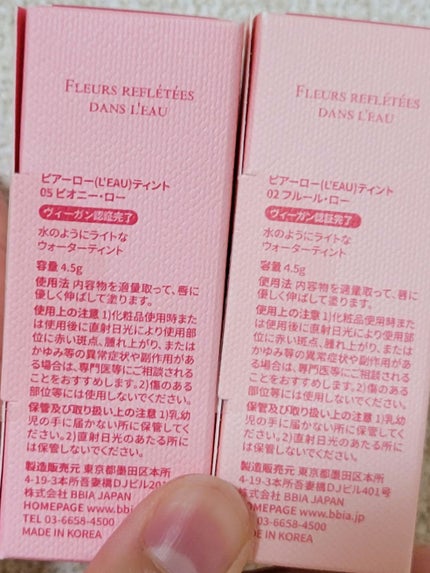 FLEURS REFLÉTÉES
DANS L'EAU
ピアーロー(L'EAU)ティント
05 ピオニー・ロー
ヴィーガン認証完了
水のようにライトな
ウォーターティント
容量 4.5g
使用法 内容物を適量取って、唇に
優しく伸ばして塗ります。
使用上の注意 1)化粧品使用時また
は使用後に直射日光により使用部
位に赤い斑点、腫れ上がり、または
かゆみ等の異常症状や副作用があ
る場合は、専門医等にご相談される
ことをおすすめします。2)傷のある
部位等には使用しないでください。
保管及び取り扱い上の注意 1)乳幼
児の手に届かない所に保管してく
ださい。2)直射日光のあたる所に
は保管しないでください。
製造販売元 東京都墨田区本所
4-19-3本所吾妻橋DJビル
株式会社 BBIA JAPAN
HOMEPAGE www.bbi
TEL 03-6658-4500
MADE IN KOREA
FLEURS REFLÉTÉES
DANS L'EAU
ピアーロー(L'EAU)ティント
02 フルール・ロー
ヴィーガン認証完了
水のようにライトな
ウォーターティント
容量 4.5g
使用法 内容物を適量取って、唇に
優しく伸ばして塗ります。
使用上の注意 1)化粧品使用時また
は使用後に直射日光により使用部
位に赤い斑点、腫れ上がり、または
かゆみ等の異常症状や副作用があ
る場合は、専門医等にご相談される
ことをおすすめします。2)傷のある
部位等には使用しないでください。
保管及び取り扱い上の注意 1)乳幼
児の手に届かない所に保管してく
ださい。2)直射日光のあたる所に
は保管しないでください。
製造販売元 東京都墨田区本所
4-19-3本所吾妻橋DJビル401号
株式会社 BBIA JAPAN
HOMEPAGE www.bbia.jp
TEL 03-6658-4500
MADE IN KOREA